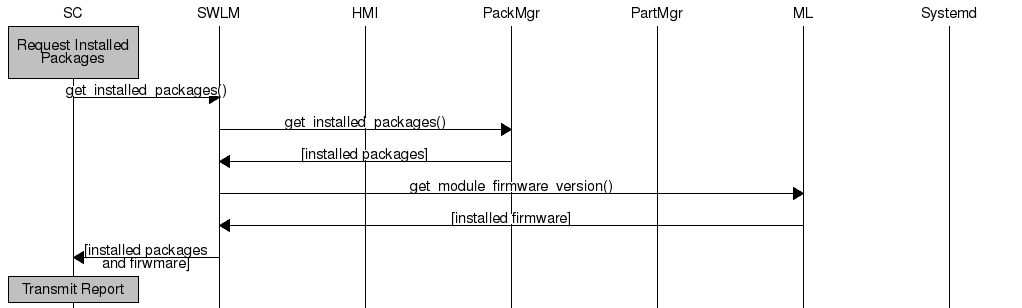 SC SWLM HMI PackMgr PartMgr ML Systemd
Request Installed
Packages
get_installed_packages()
get_installed_packages()
[installed packages]
get_module_firmware_version()
[installed firmware]
[installed packages
and firwmare]
Transmit Report